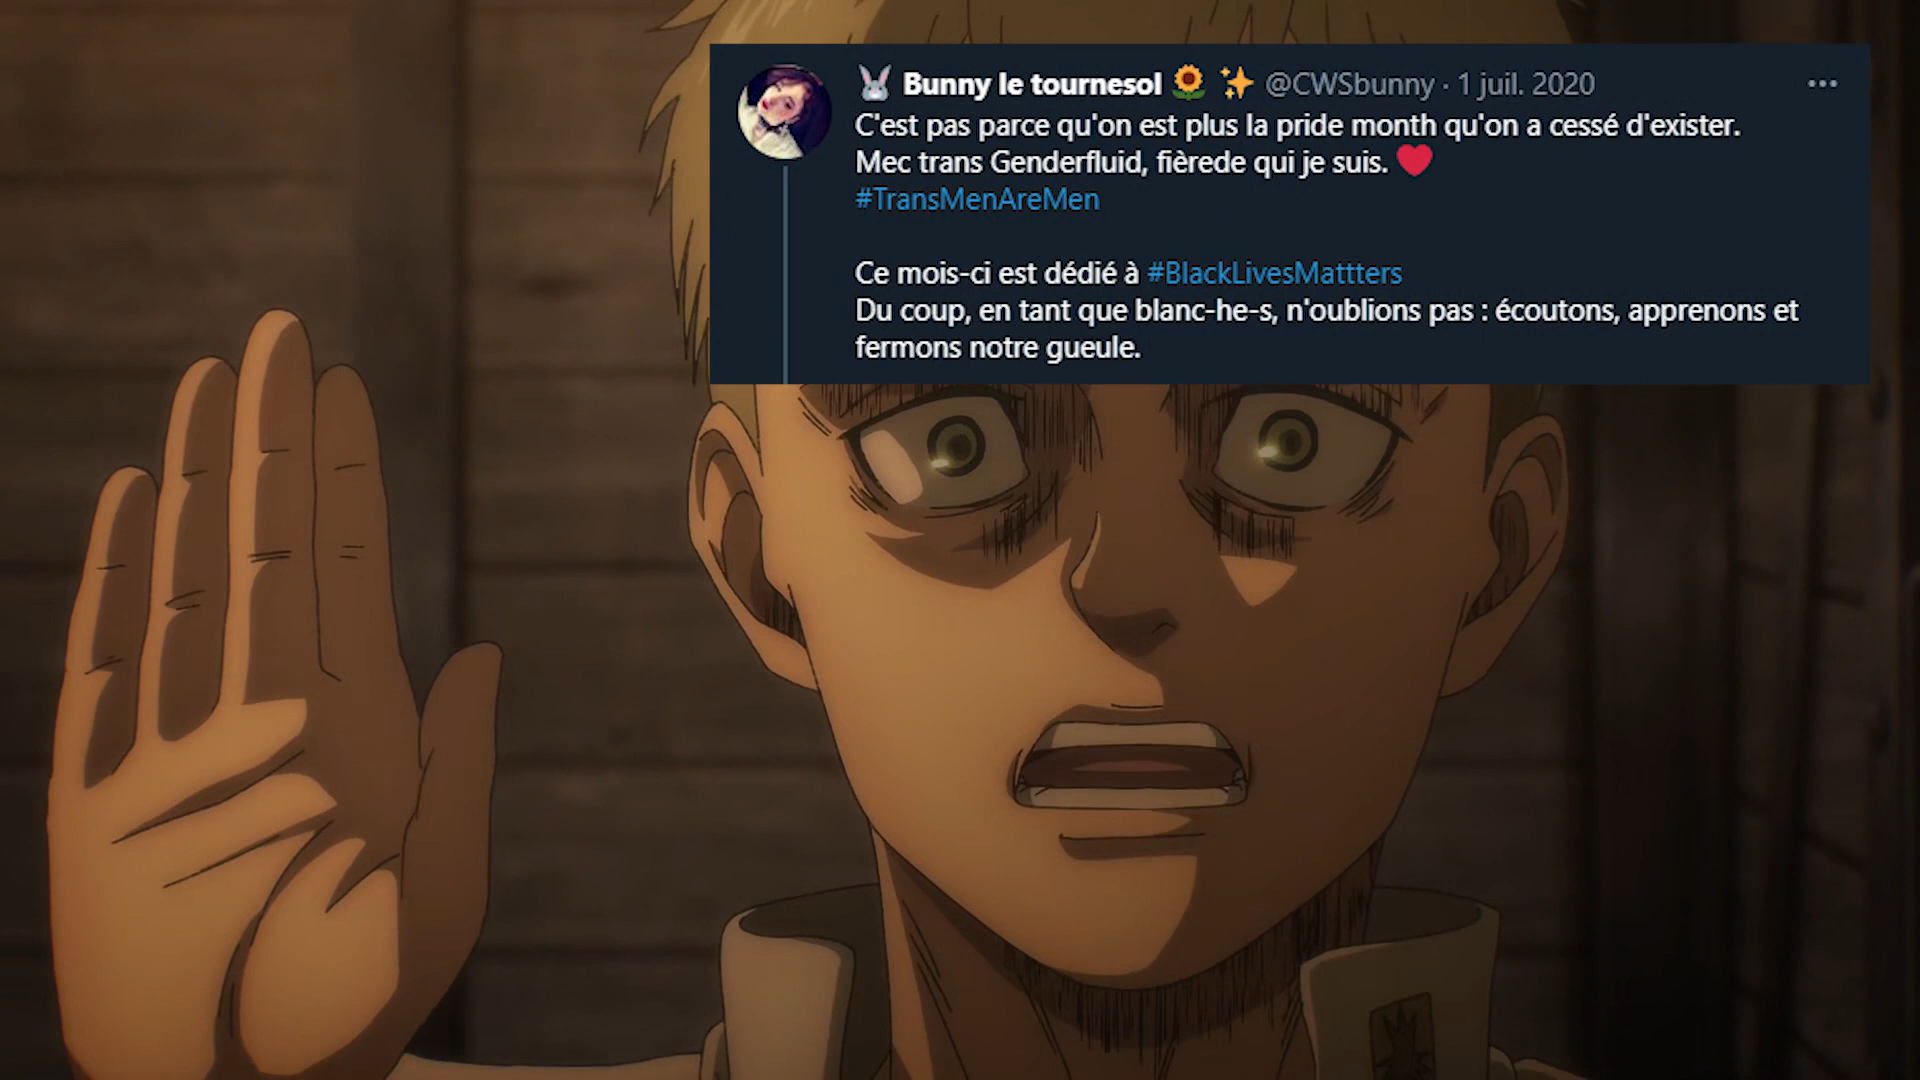 🐰 Bunny le tournesol 🌻 ✨ @CWSbunny · 1 juil. 2020
C'est pas parce qu'on est plus la pride month qu'on a cessé d'exister.
Mec trans Genderfluid, fièrede qui je suis. ❤️
#TransMenAreMen
Ce mois-ci est dédié à #BlackLivesMattters
Du coup, en tant que blanc-he-s, n'oublions pas : écoutons, apprenons et
fermons notre gueule.